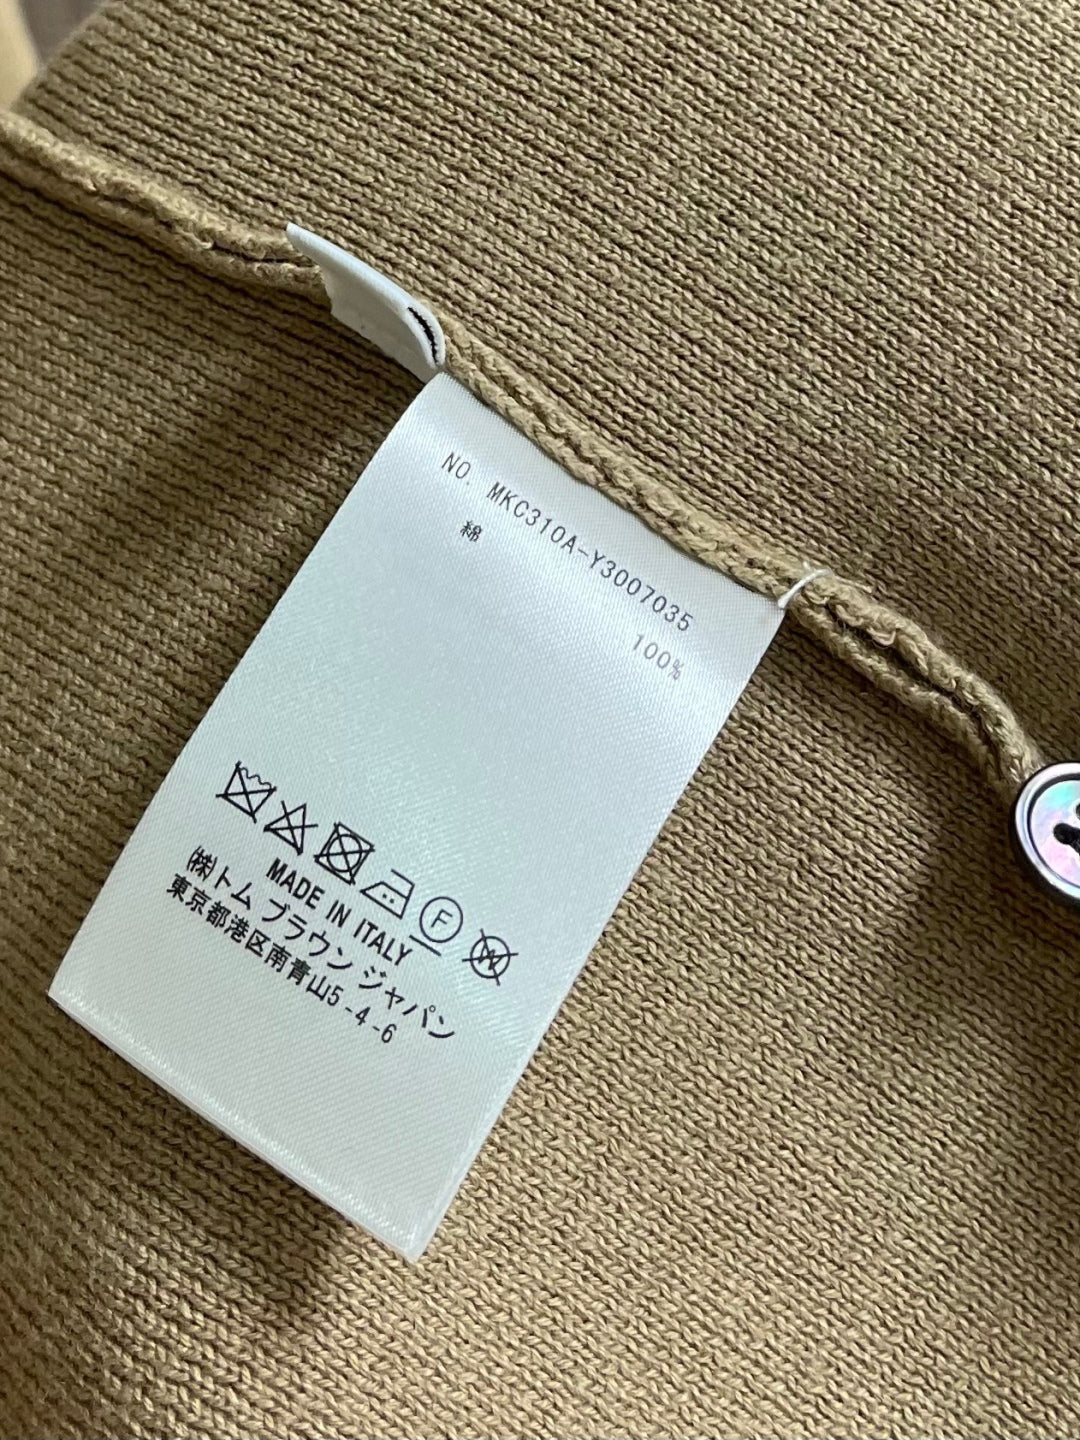 NO. MKC310A-Y3007035
綿 100%
F W
MADE IN ITALY
㈱トム ブラウン ジャパン
東京都港区南青山5-4-6